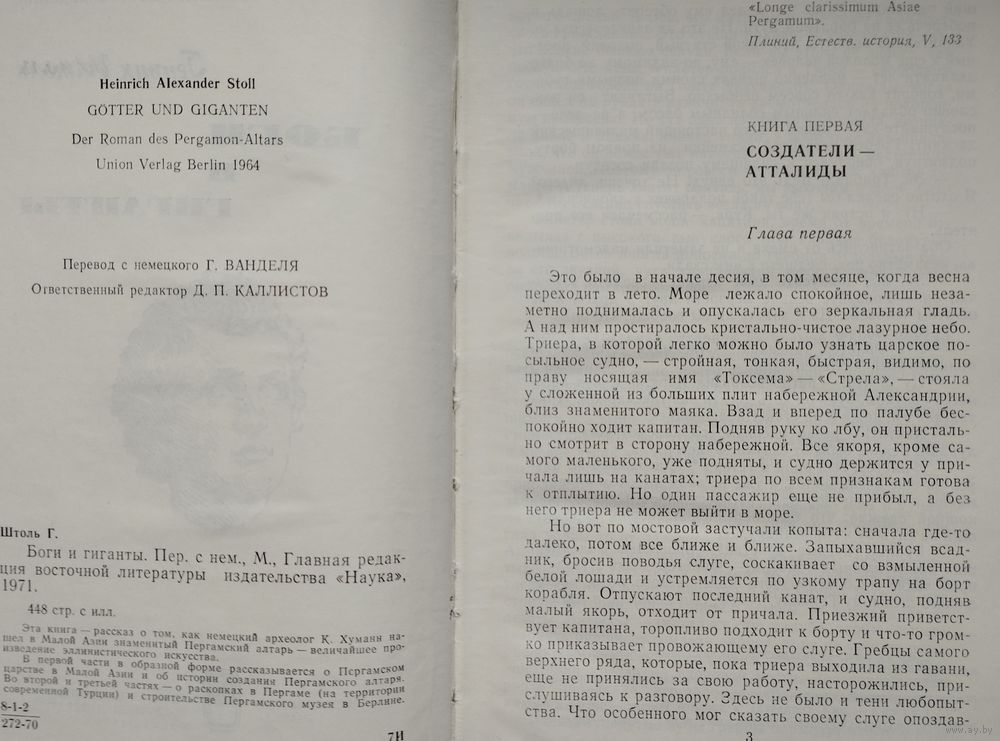 Heinrich Alexander Stoll
GÖTTER UND GIGANTEN
Der Roman des Pergamon-Altars
Union Verlag Berlin 1964
Перевод с немецкого Г. ВАНДЕЛЯ
Ответственный редактор Д. П. КАЛЛИСТОВ
Штоль Г.
Боги и гиганты. Пер. с нем., М., Главная редак-
ция восточной литературы издательства «Наука»,
1971.
448 стр. с илл.
Эта книга — рассказ о том, как немецкий археолог К. Хуманн на-
шел в Малой Азии знаменитый Пергамский алтарь — величайшее про-
изведение эллинистического искусства.
В первой части в образной форме рассказывается о Пергамском
царстве в Малой Азии и об истории создания Пергамского алтаря.
Во второй и третьей частях — о раскопках в Пергаме (на территории
современной Турции) и строительстве Пергамского музея в Берлине.
8-1-2
272-70
7И
«Longe clarissimum Asiae
Pergamum».
Плиний, Естеств. история, V, 133
КНИГА ПЕРВАЯ
СОЗДАТЕЛИ —
АТТАЛИДЫ
Глава первая
Это было в начале десия, в том месяце, когда весна
переходит в лето. Море лежало спокойное, лишь неза-
метно поднималась и опускалась его зеркальная гладь.
А над ним простиралось кристально-чистое лазурное небо.
Триера, в которой легко можно было узнать царское по-
сыльное судно, — стройная, тонкая, быстрая, видимо, по
праву носящая имя «Токсема» — «Стрела», — стояла
у сложенной из больших плит набережной Александрии,
близ знаменитого маяка. Взад и вперед по палубе бес-
покойно ходит капитан. Подняв руку ко лбу, он присталь-
но смотрит в сторону набережной. Все якоря, кроме са-
мого маленького, уже подняты, и судно держится у при-
чала лишь на канатах; триера по всем признакам готова
к отплытию. Но один пассажир еще не прибыл, а без
него триера не может выйти в море.
Но вот по мостовой застучали копыта: сначала где-то
далеко, потом все ближе и ближе. Запыхавшийся всад-
ник, бросив поводья слуге, соскакивает со взмыленной
белой лошади и устремляется по узкому трапу на борт
корабля. Отпускают последний канат, и судно, подняв
малый якорь, отходит от причала. Приезжий приветст-
вует капитана, торопливо подходит к борту и что-то гром-
ко приказывает провожающему его слуге. Гребцы самого
верхнего ряда, которые, пока триера выходила из гавани,
еще не принялись за свою работу, насторожились, при-
слушиваясь к разговору. Здесь не было и тени любопыт-
ства. Что особенного мог сказать своему слуге опоздав-
3
www.ay.by